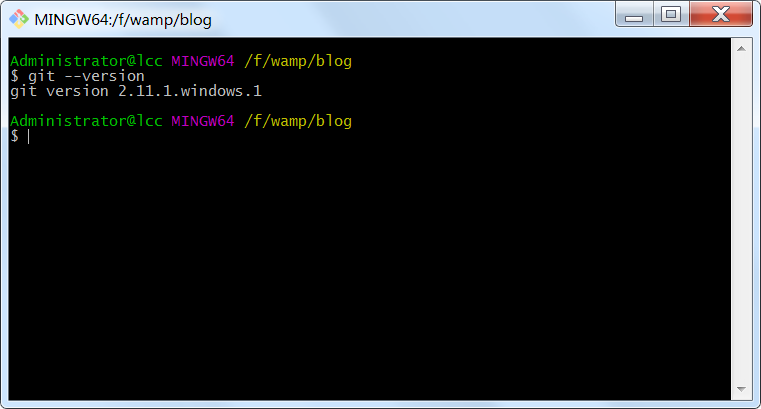 MINGW64:/f/wamp/blog
Administrator@lcc MINGW64 /f/wamp/blog
$ git --version
git version 2.11.1.windows.1
Administrator@lcc MINGW64 /f/wamp/blog
$